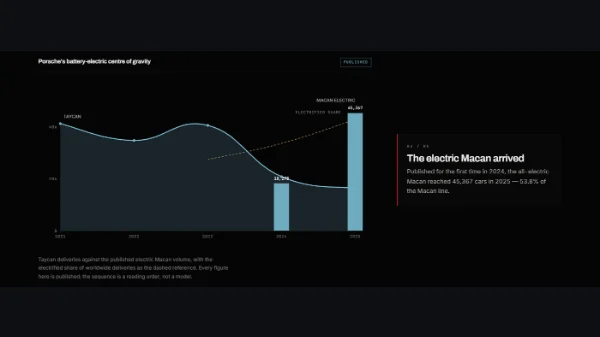 Porsche's battery-electric centre of gravity
PUBLISHED
MACAN ELECTRIC
45,367
ELECTRIFIED SHARE
TAYCAN
2021
2022
2023
2024
2025
The electric Macan arrived
Published for the first time in 2024, the all-electric
Macan reached 45,367 cars in 2025 — 53.8% of
the Macan line.
Taycan deliveries against the published electric Macan volume, with the
electrified share of worldwide deliveries as the dashed reference. Every figure
here is published; the sequence is a reading order, not a model.